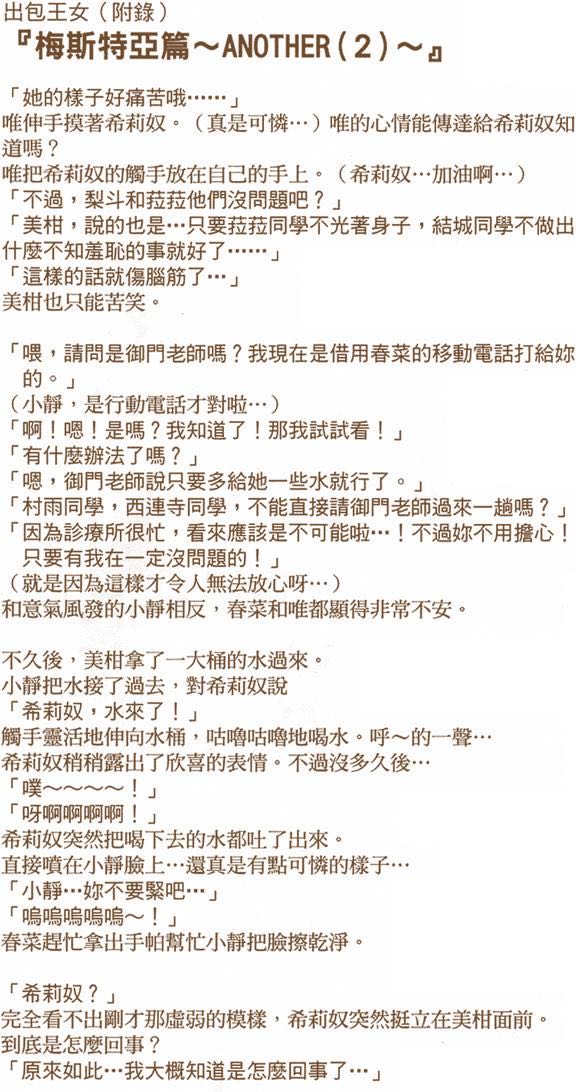 出包王女（附錄）
『梅斯特亞篇～ANOTHER（2）～』
「她的樣子好痛苦哦……」
唯伸手摸著希莉奴。（真是可憐…）唯的心情能傳達給希莉奴知
道嗎？
唯把希莉奴的觸手放在自己的手上。（希莉奴…加油啊…）
「不過，梨斗和菈菈他們沒問題吧？」
「美柑，說的也是…只要菈菈同學不光著身子，結城同學不做出
什麼不知羞恥的事就好了……」
「這樣的話就傷腦筋了…」
美柑也只能苦笑。
「喂，請問是御門老師嗎？我現在是借用春菜的移動電話打給妳
的。」
（小靜，是行動電話才對啦…）
「啊！嗯！是嗎？我知道了！那我試試看！」
「有什麼辦法了嗎？」
「嗯，御門老師說只要多給她一些水就行了。」
「村雨同學，西連寺同學，不能直接請御門老師過來一趟嗎？」
「因為診療所很忙，看來應該是不可能啦…！不過妳不用擔心！
只要有我在一定沒問題的！」
（就是因為這樣才令人無法放心呀…）
和意氣風發的小靜相反，春菜和唯都顯得非常不安。
不久後，美柑拿了一大桶的水過來。
小靜把水接了過去，對希莉奴說
「希莉奴，水來了！」
觸手靈活地伸向水桶，咕嚕咕嚕地喝水。呼～的一聲…
希莉奴稍稍露出了欣喜的表情。不過沒多久後…
「噗～～～～！」
「呀啊啊啊啊！」
希莉奴突然把喝下去的水都吐了出來。
直接噴在小靜臉上…還真是有點可憐的樣子…
「小靜…妳不要緊吧…」
「嗚嗚嗚嗚嗚～！」
春菜趕忙拿出手帕幫忙小靜把臉擦乾淨。
「希莉奴？」
完全看不出剛才那虛弱的模樣，希莉奴突然挺立在美柑面前。
到底是怎麼回事？
「原來如此…我大概知道是怎麼回事了…」